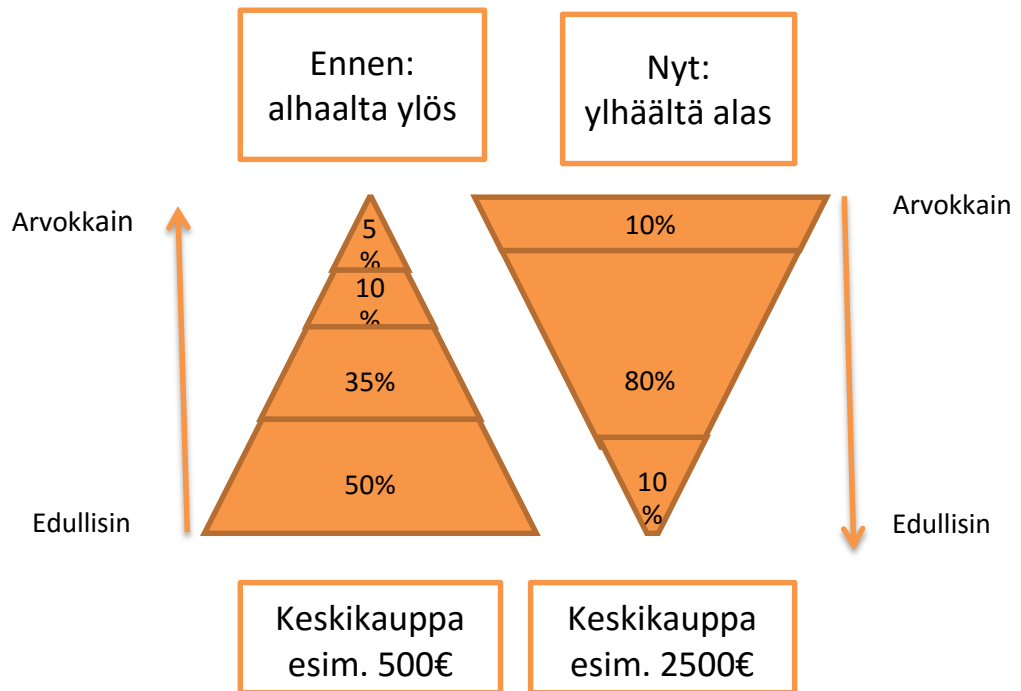 Ennen:
alhaalta ylös
Nyt:
ylhäältä alas
Arvokkain
Arvokkain
5
%
10
%
35%
50%
10%
80%
10
%
Edullisin
Edullisin
Keskikauppa
esim. 500€
Keskikauppa
esim. 2500€